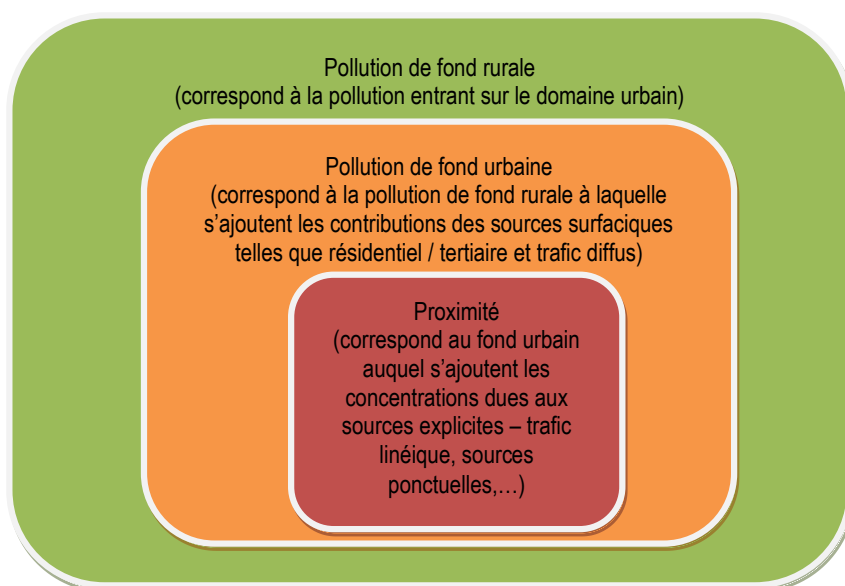 Pollution de fond rurale
(correspond à la pollution entrant sur le domaine urbain)
Pollution de fond urbaine
(correspond à la pollution de fond rurale à laquelle
s’ajoutent les contributions des sources surfaciques
telles que résidentiel / tertiaire et trafic diffus)
Proximité
(correspond au fond urbain
auquel s’ajoutent les
concentrations dues aux
sources explicites – trafic
linéique, sources
ponctuelles,…)